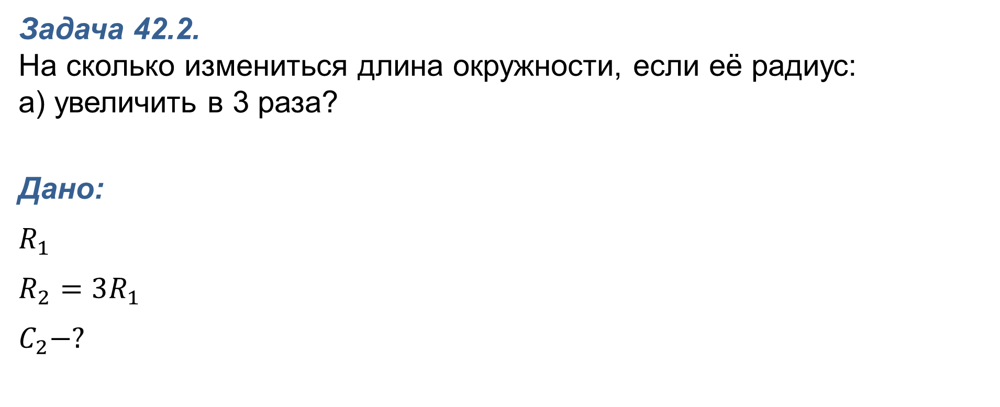 Задача 42.2.
На сколько измениться длина окружности, если её радиус:
а) увеличить в 3 раза?
Дано:
R₁
R₂ = 3R₁
C₂−?